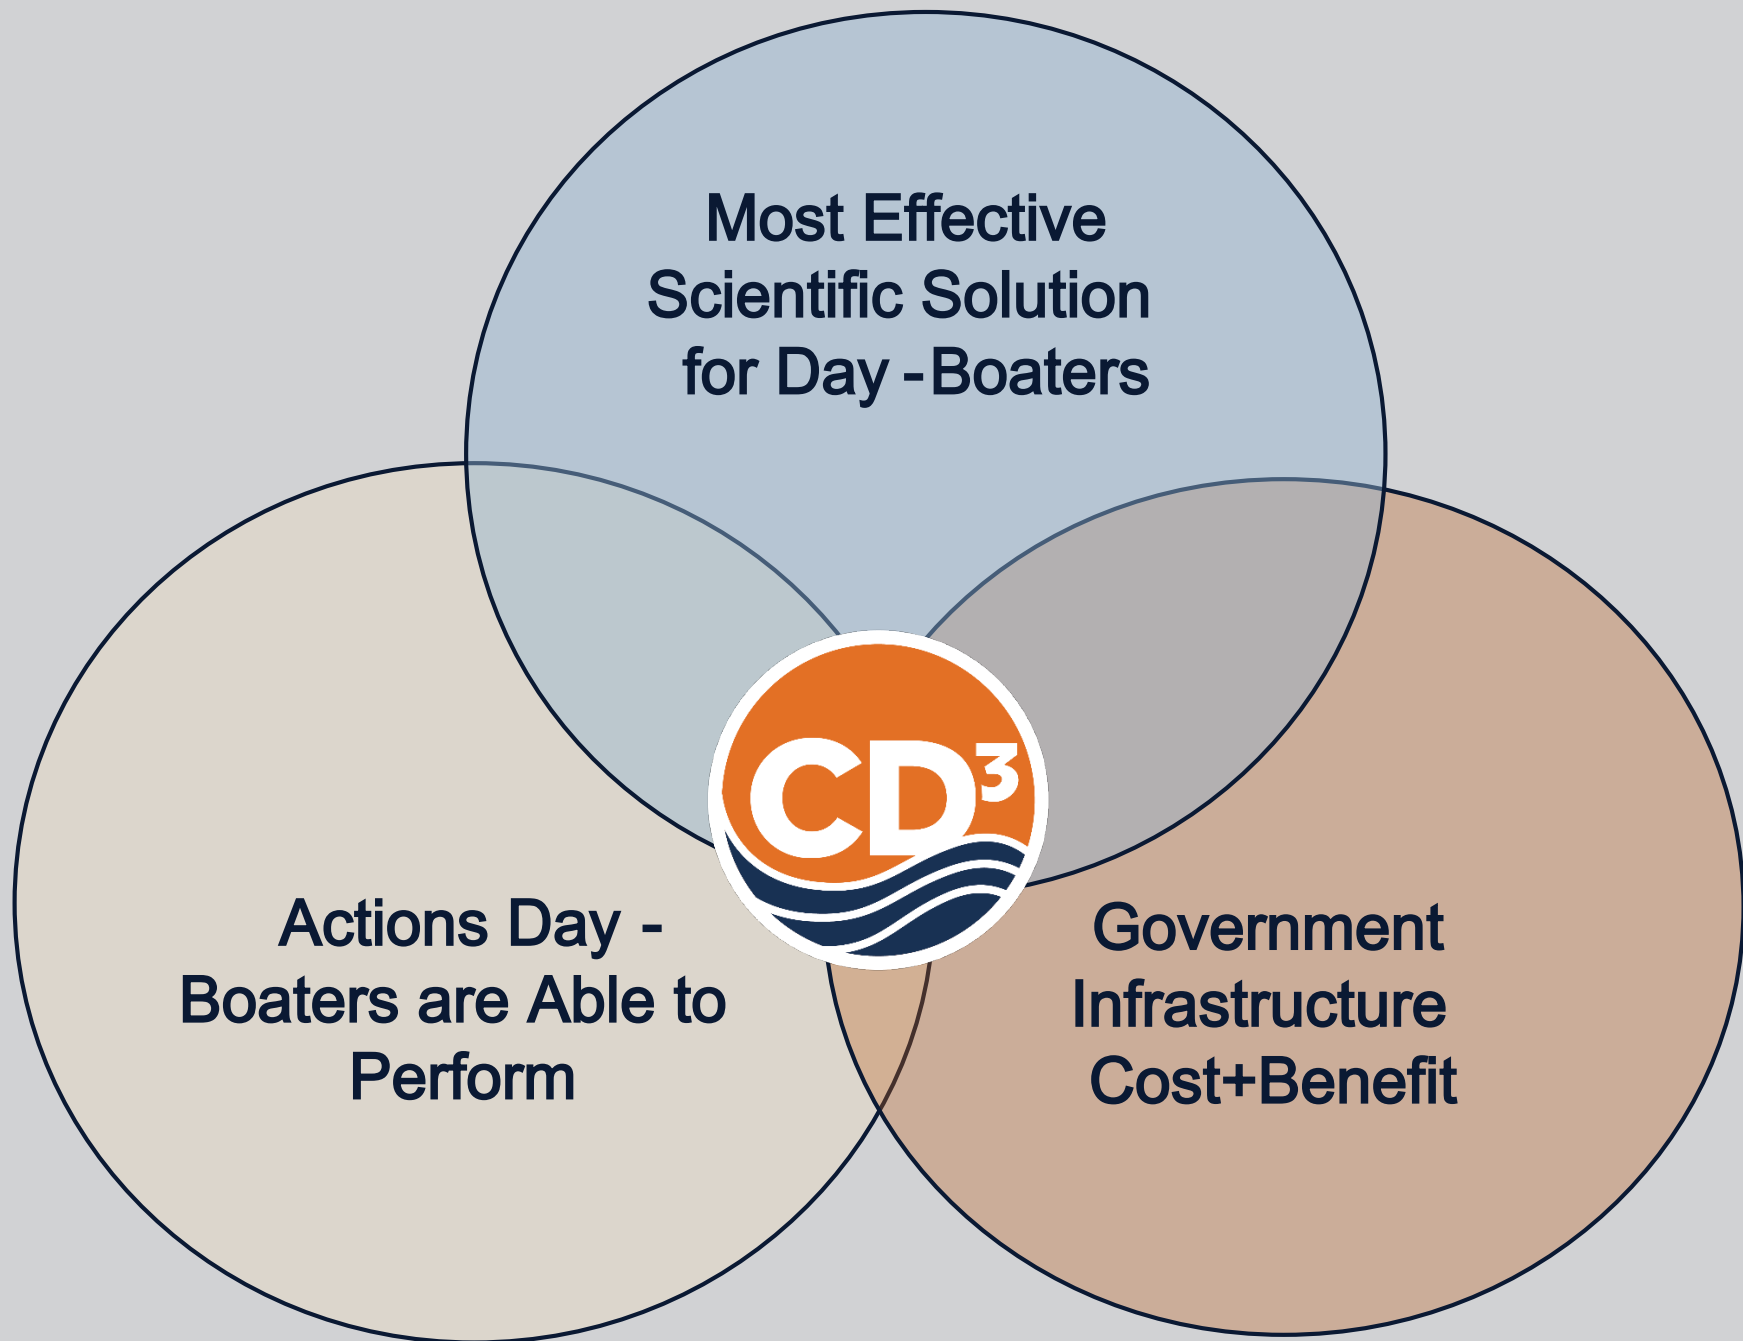 Most Effective
Scientific Solution
for Day -Boaters
CD³
Actions Day -
Boaters are Able to
Perform
Government
Infrastructure
Cost+Benefit